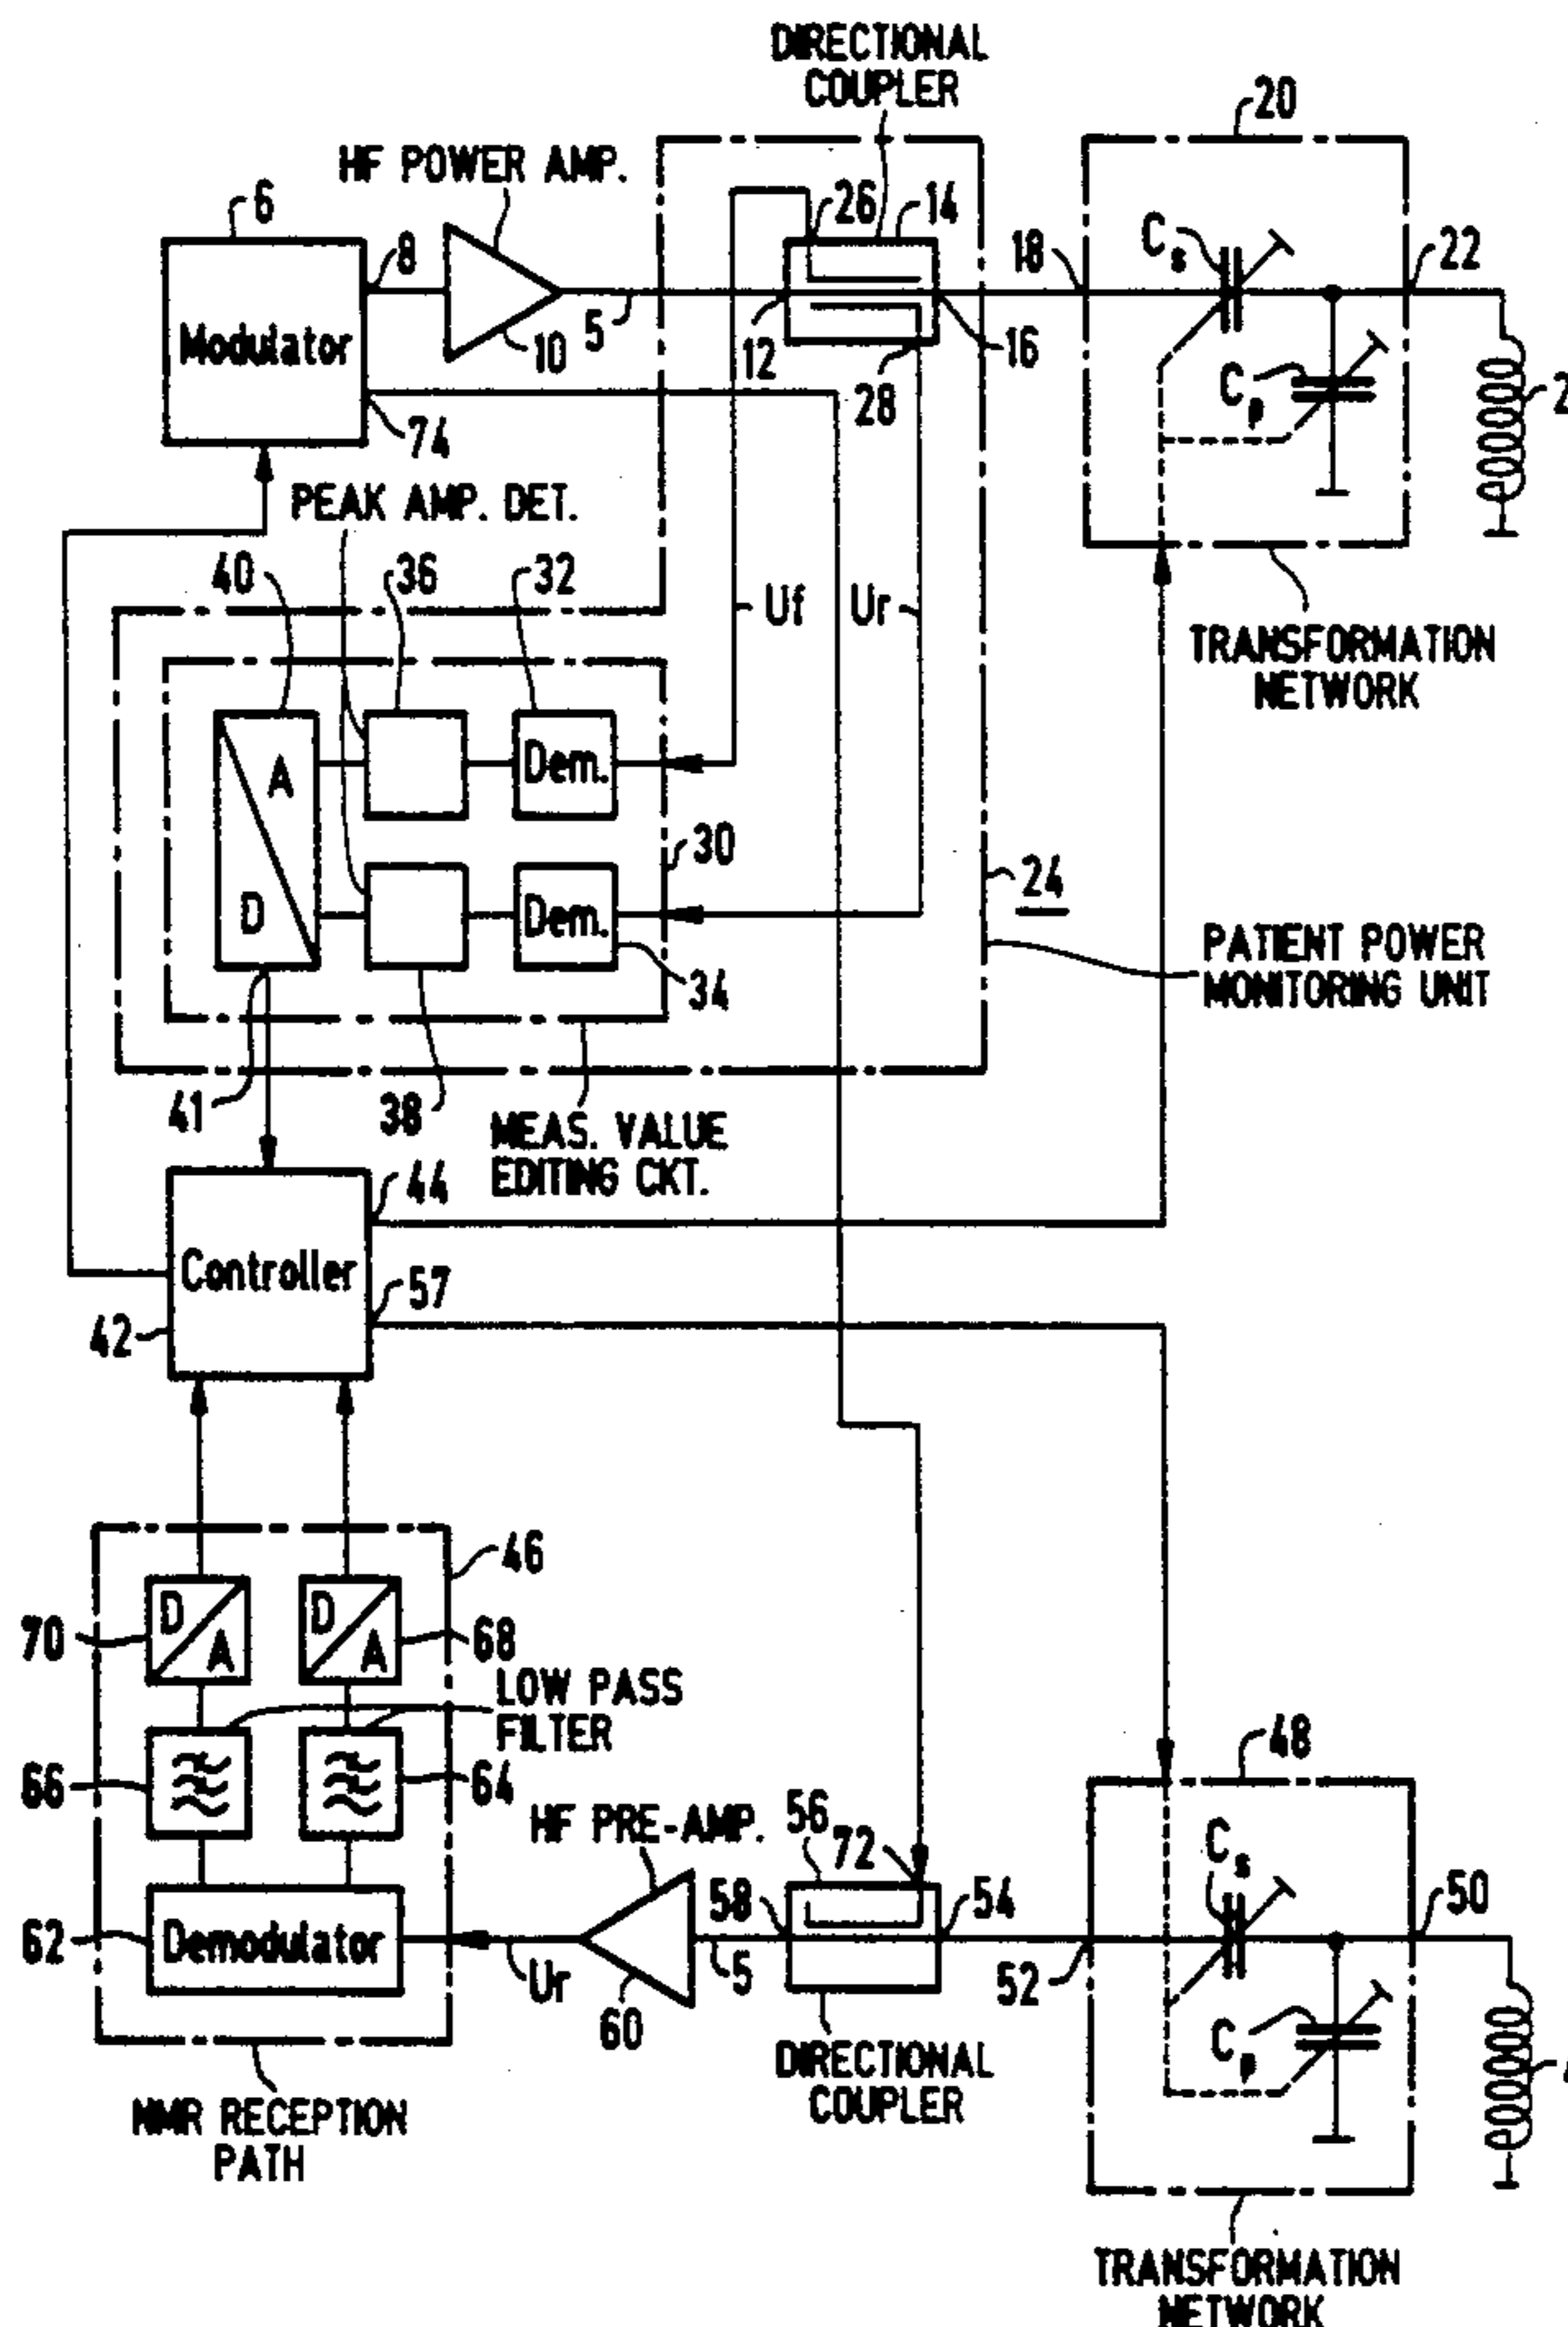 DIRECTIONAL
COUPLER
20
HF POWER AMP.
6
8
26
14
18
Cs
22
Modulator
10
5
12
16
28
Cp
2
74
PEAK AMP. DET.
40
36
32
Uf
Ur
TRANSFORMATION
NETWORK
A
Dem.
30
24
D
Dem.
34
PATIENT POWER
MONITORING UNIT
41
38
MEAS. VALUE
EDITING CKT.
44
Controller
57
42
46
D
A
D
A
70
68
LOW PASS
FILTER
66
64
48
HF PRE-AMP.
56
72
Cs
58
54
50
62
Demodulator
Ur
5
52
60
Cp
DIRECTIONAL
COUPLER
NMR RECEPTION
PATH
TRANSFORMATION
NETWORK